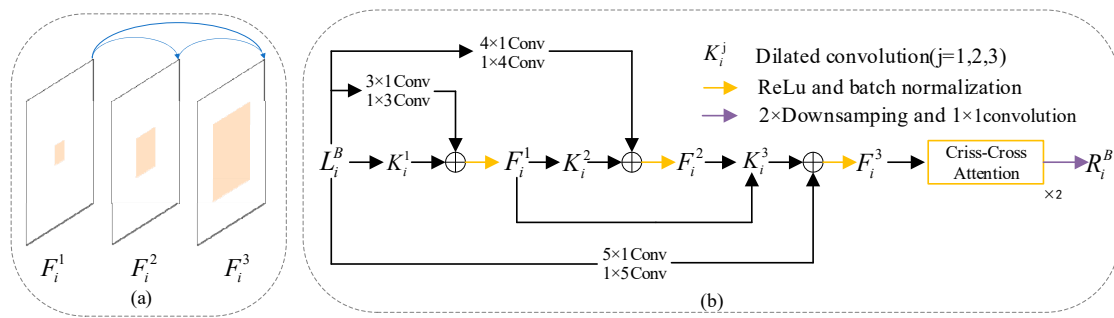 F_i^1
F_i^2
F_i^3
(a)
4×1Conv
1×4Conv
3×1Conv
1×3Conv
K_i^j Dilated convolution(j=1,2,3)
ReLu and batch normalization
2×Downsamping and 1×1convolution
L_i^B K_i^1 F_i^1 K_i^2 F_i^2 K_i^3 F_i^3 Criss-Cross
Attention
×2
R_i^B
5×1Conv
1×5Conv
(b)